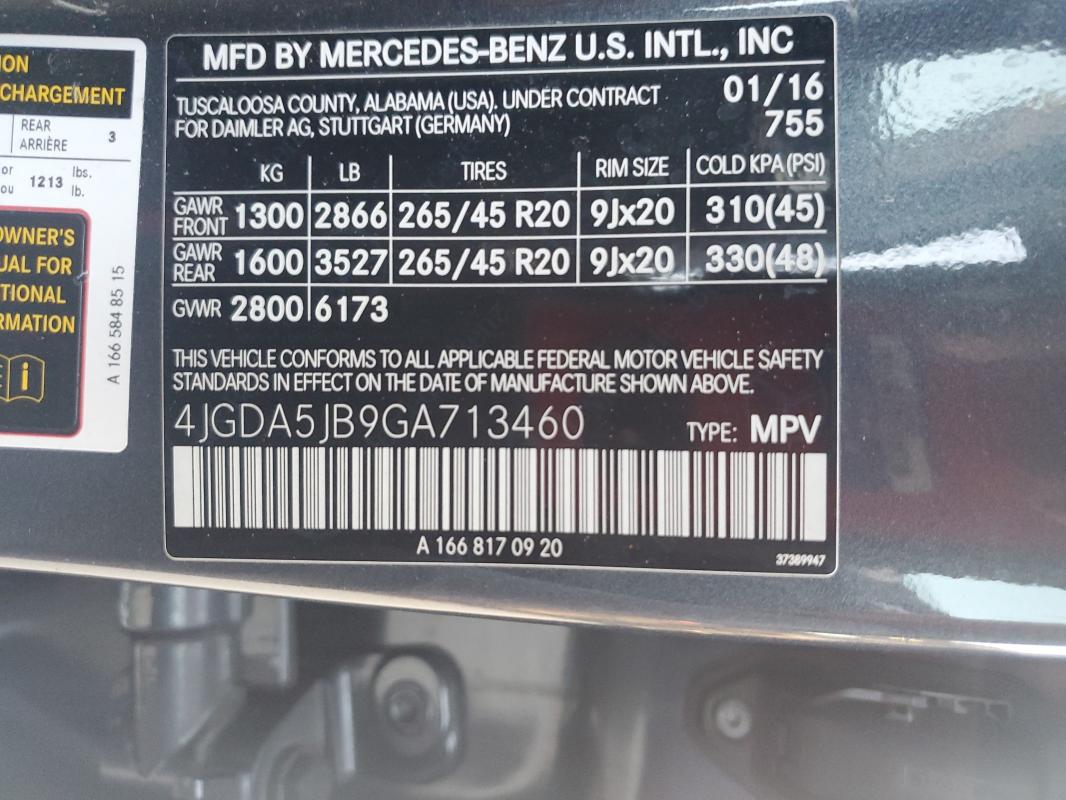 ION
CHARGEMENT
REAR
ARRIÈRE 3
or
ou 1213 lbs.
lb.
OWNER'S
UAL FOR
TIONAL
RMATION
i
A 166 584 85 15
MFD BY MERCEDES-BENZ U.S. INTL., INC
TUSCALOOSA COUNTY, ALABAMA (USA). UNDER CONTRACT 01/16
FOR DAIMLER AG, STUTTGART (GERMANY) 755
KG LB TIRES RIM SIZE COLD KPA (PSI)
GAWR FRONT 1300 2866 265/45 R20 9Jx20 310(45)
GAWR REAR 1600 3527 265/45 R20 9Jx20 330(48)
GVWR 2800 6173
THIS VEHICLE CONFORMS TO ALL APPLICABLE FEDERAL MOTOR VEHICLE SAFETY
STANDARDS IN EFFECT ON THE DATE OF MANUFACTURE SHOWN ABOVE.
4JGDA5JB9GA713460 TYPE: MPV
A 166 817 09 20
37389947